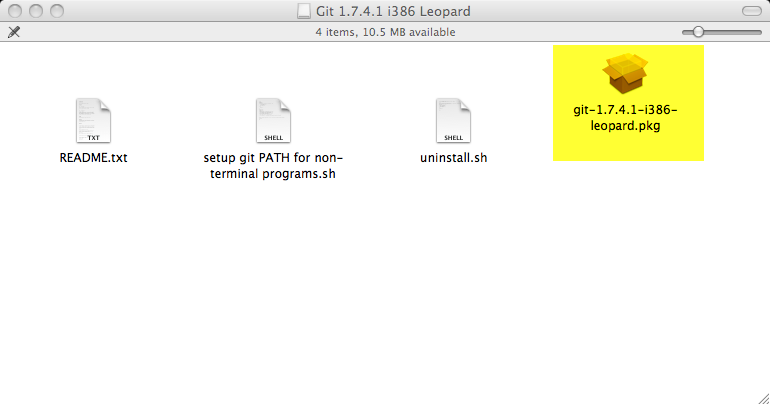 Git 1.7.4.1 i386 Leopard
4 items, 10.5 MB available
git-1.7.4.1-i386-
leopard.pkg
TXT
README.txt
SHELL
setup git PATH for non-
terminal programs.sh
SHELL
uninstall.sh